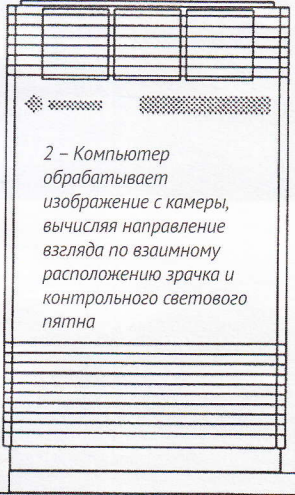 2 – Компьютер
обрабатывает
изображение с камеры,
вычисляя направление
взгляда по взаимному
расположению зрачка и
контрольного светового
пятна